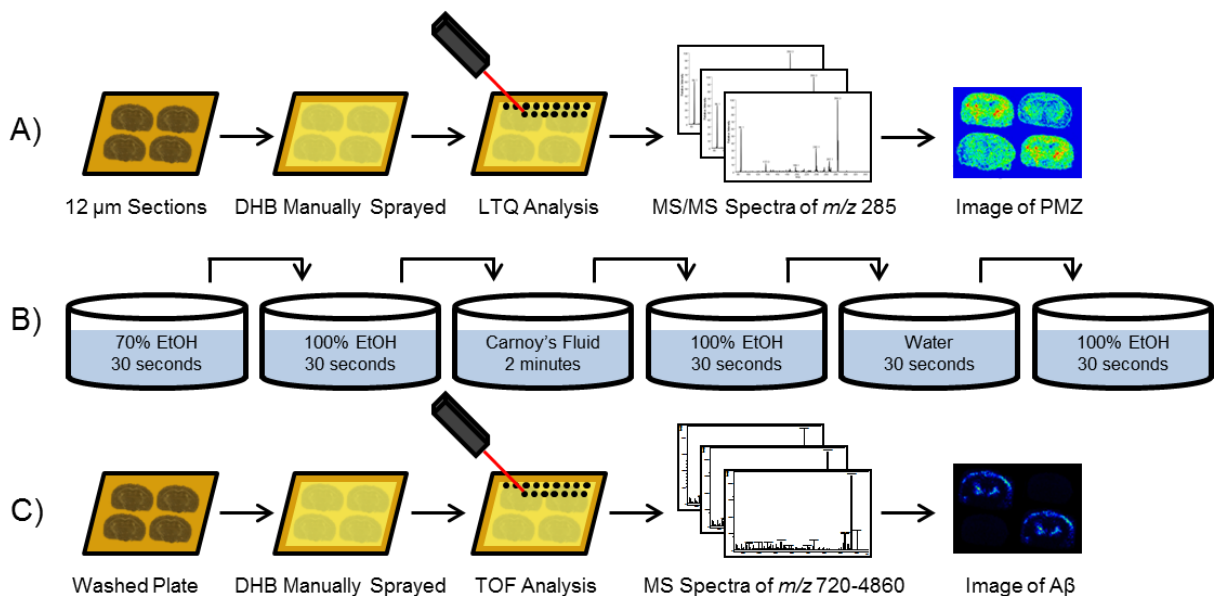 A)
12 µm Sections
DHB Manually Sprayed
LTQ Analysis
MS/MS Spectra of m/z 285
Image of PMZ
B)
70% EtOH
30 seconds
100% EtOH
30 seconds
Carnoy's Fluid
2 minutes
100% EtOH
30 seconds
Water
30 seconds
100% EtOH
30 seconds
C)
Washed Plate
DHB Manually Sprayed
TOF Analysis
MS Spectra of m/z 720-4860
Image of Aβ